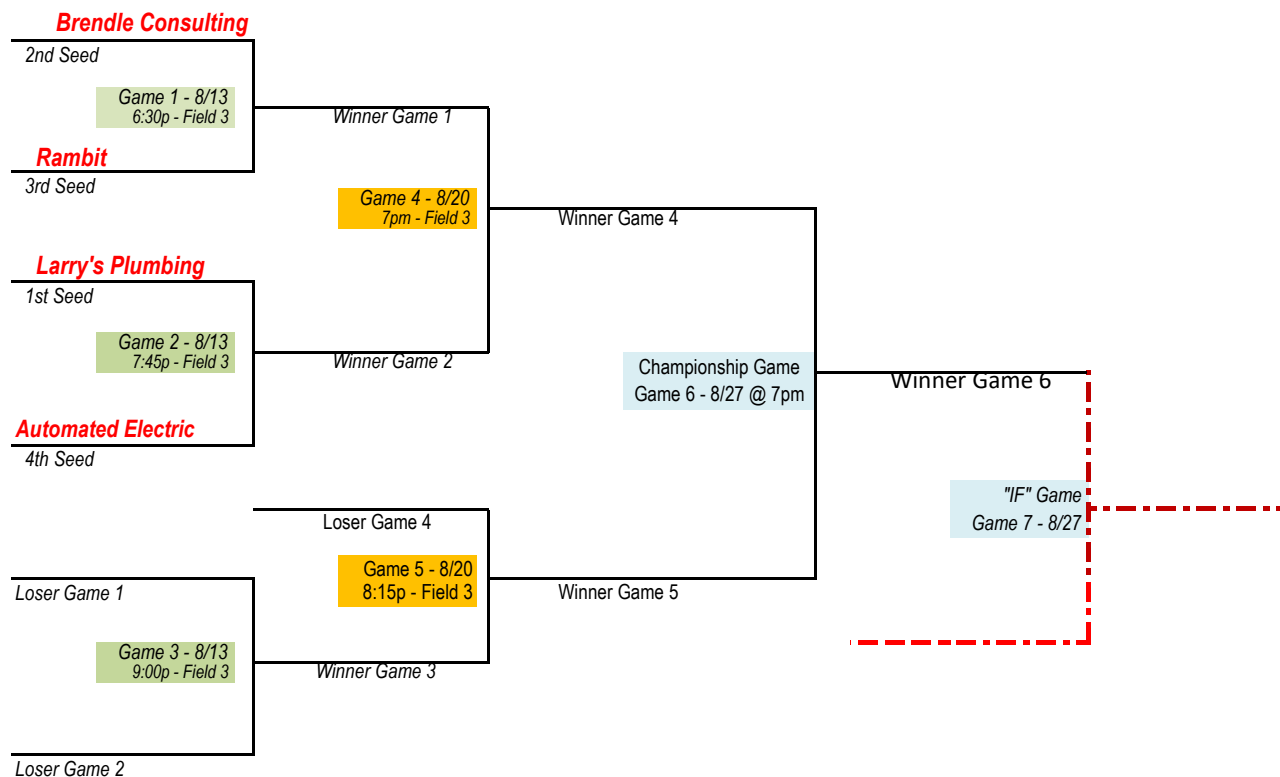 Brendle Consulting
2nd Seed
Game 1 - 8/13
6:30p - Field 3
Winner Game 1
Rambit
3rd Seed
Game 4 - 8/20
7pm - Field 3
Winner Game 4
Larry's Plumbing
1st Seed
Game 2 - 8/13
7:45p - Field 3
Winner Game 2
Championship Game
Game 6 - 8/27 @ 7pm
Winner Game 6
Automated Electric
4th Seed
"IF" Game
Game 7 - 8/27
Loser Game 4
Game 5 - 8/20
8:15p - Field 3
Winner Game 5
Loser Game 1
Game 3 - 8/13
9:00p - Field 3
Winner Game 3
Loser Game 2